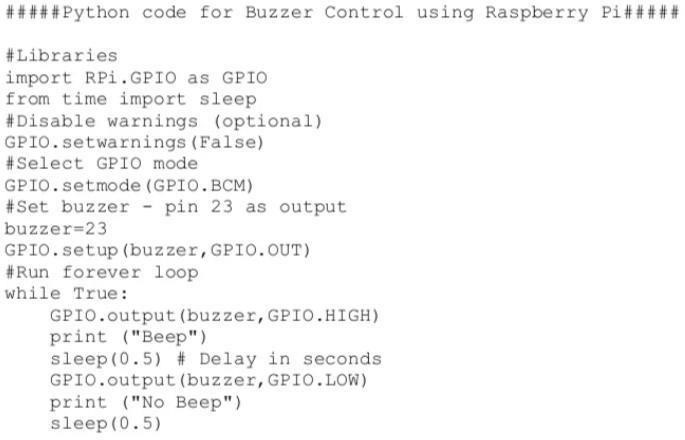 #####Python code for Buzzer Control using Raspberry Pi#####

#Libraries
import RPi.GPIO as GPIO
from time import sleep
#Disable warnings (optional)
GPIO.setwarnings(False)
#Select GPIO mode
GPIO.setmode(GPIO.BCM)
#Set buzzer - pin 23 as output
buzzer=23
GPIO.setup(buzzer,GPIO.OUT)
#Run forever loop
while True:
    GPIO.output(buzzer,GPIO.HIGH)
    print ("Beep")
    sleep(0.5) # Delay in seconds
    GPIO.output(buzzer,GPIO.LOW)
    print ("No Beep")
    sleep(0.5)